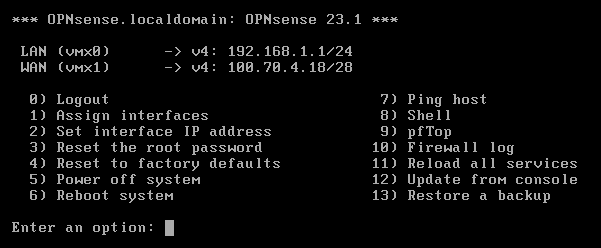 *** OPNsense.localdomain: OPNsense 23.1 ***
LAN (vmx0)      -> v4: 192.168.1.1/24
WAN (vmx1)      -> v4: 100.70.4.18/28
0) Logout                              7) Ping host
1) Assign interfaces                   8) Shell
2) Set interface IP address            9) pfTop
3) Reset the root password            10) Firewall log
4) Reset to factory defaults          11) Reload all services
5) Power off system                   12) Update from console
6) Reboot system                      13) Restore a backup
Enter an option: